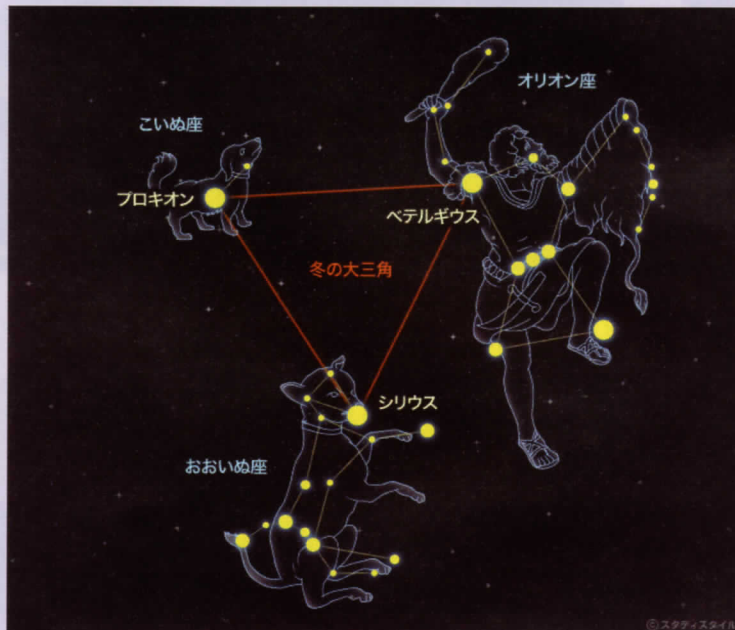 オリオン座
こいぬ座
プロキオン
ベテルギウス
冬の大三角
シリウス
おおいぬ座
©スタディスタイル